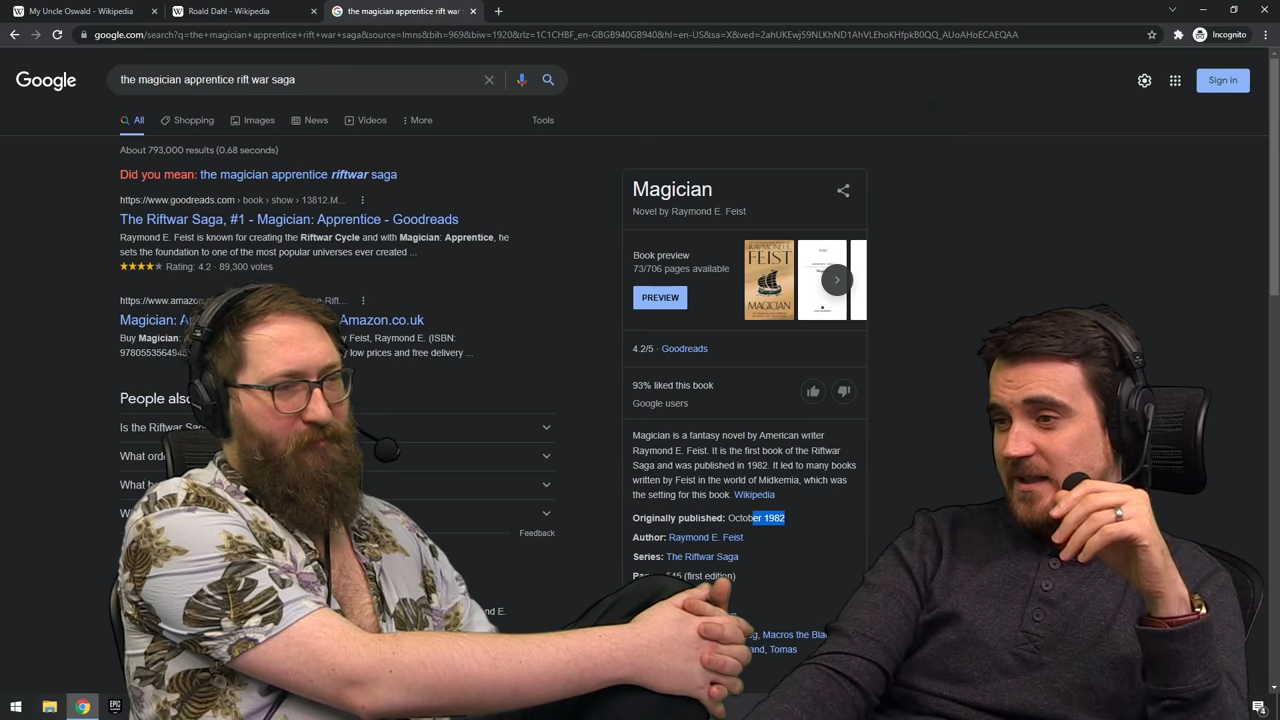 My Uncle Oswald - Wikipedia
Roald Dahl - Wikipedia
the magician apprentice rift war
google.com/search?q=the+magician+apprentice+rift+war+saga&source=lmns&bih=969&biw=1920&rlz=1C1CHBF_en-GBGB940GB940&hl=en-US&sa=X&ved=2ahUKEwj59NLKhND1AhVLEhoKHfpkB0QQ_AUoAHoECAEQAA
Incognito
Google
the magician apprentice rift war saga
Sign in
All
Shopping
Images
News
Videos
More
Tools
About 793,000 results (0.68 seconds)
Did you mean: the magician apprentice riftwar saga
https://www.goodreads.com › book › show › 13812.M...
The Riftwar Saga, #1 - Magician: Apprentice - Goodreads
Raymond E. Feist is known for creating the Riftwar Cycle and with Magician: Apprentice, he
sets the foundation to one of the most popular universes ever created ...
Rating: 4.2 · 89,300 votes
https://www.amazo -Rift...
Magician: Amazon.co.uk
Buy Magician: Feist, Raymond E. (ISBN:
978055356494 low prices and free delivery ...
People als
Is the Riftwar Sag
What ord
What b
Feedback
nd E.
Magician
Novel by Raymond E. Feist
Book preview
73/706 pages available
PREVIEW
RAYMOND E.
FEIST
MAGICIAN
4.2/5 · Goodreads
93% liked this book
Google users
Magician is a fantasy novel by American writer
Raymond E. Feist. It is the first book of the Riftwar
Saga and was published in 1982. It led to many books
written by Feist in the world of Midkemia, which was
the setting for this book. Wikipedia
Originally published: October 1982
Author: Raymond E. Feist
Series: The Riftwar Saga
545 (first edition)
Macros the Bla
Tomas
EPIC